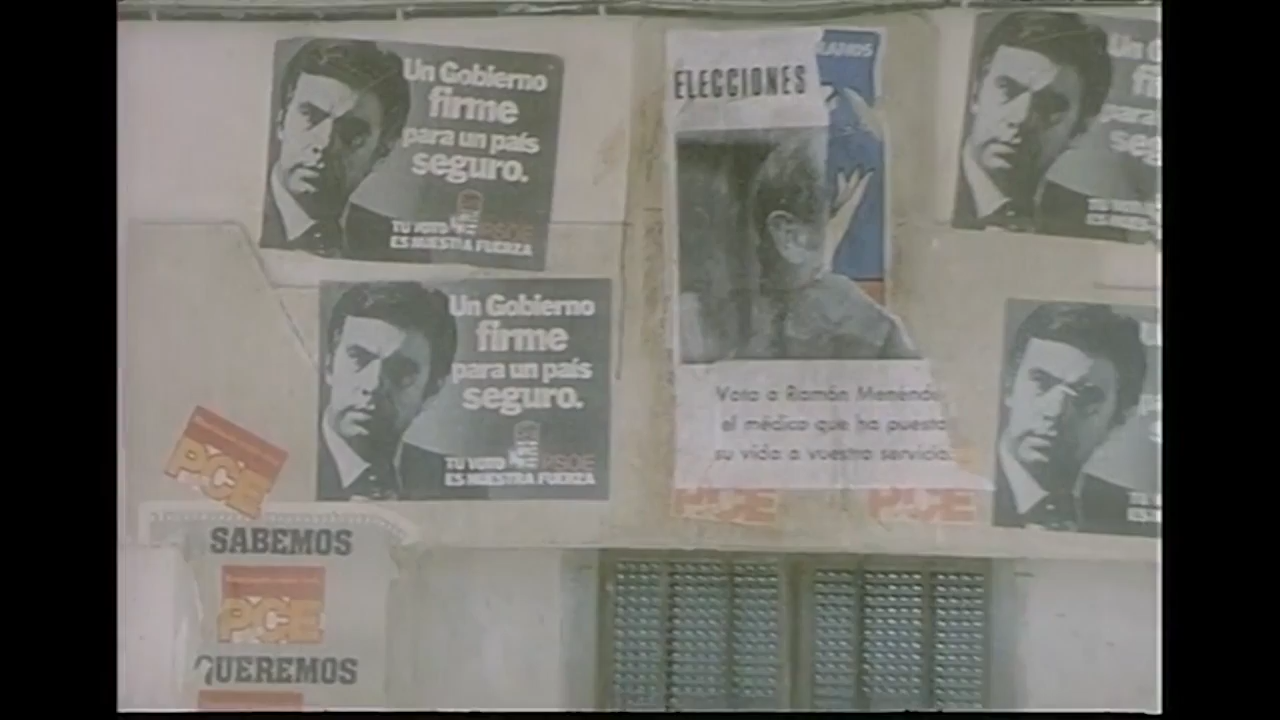 Un Gobierno
firme
para un país
seguro.
TU VOTO PSOE
ES NUESTRA FUERZA
Un Gobierno
firme
para un país
seguro.
TU VOTO PSOE
ES NUESTRA FUERZA
PCE
SABEMOS
PCE
QUEREMOS
ELECCIONES
Vota a Ramón
el médico que ha puesto
su vida a vuestro servicio
PCE
PCE
Un